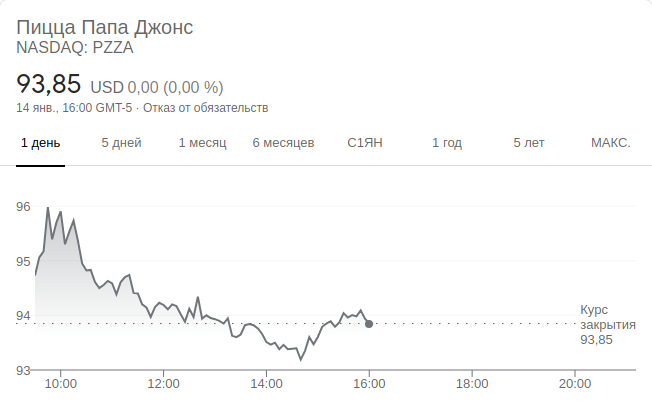 Пицца Папа Джонс
NASDAQ: PZZA
93,85 USD 0,00 (0,00 %)
14 янв., 16:00 GMT-5 · Отказ от обязательств
1 день 5 дней 1 месяц 6 месяцев С1ЯН 1 год 5 лет МАКС.
96
95
94
93
Курс
закрытия
93,85
10:00 12:00 14:00 16:00 18:00 20:00